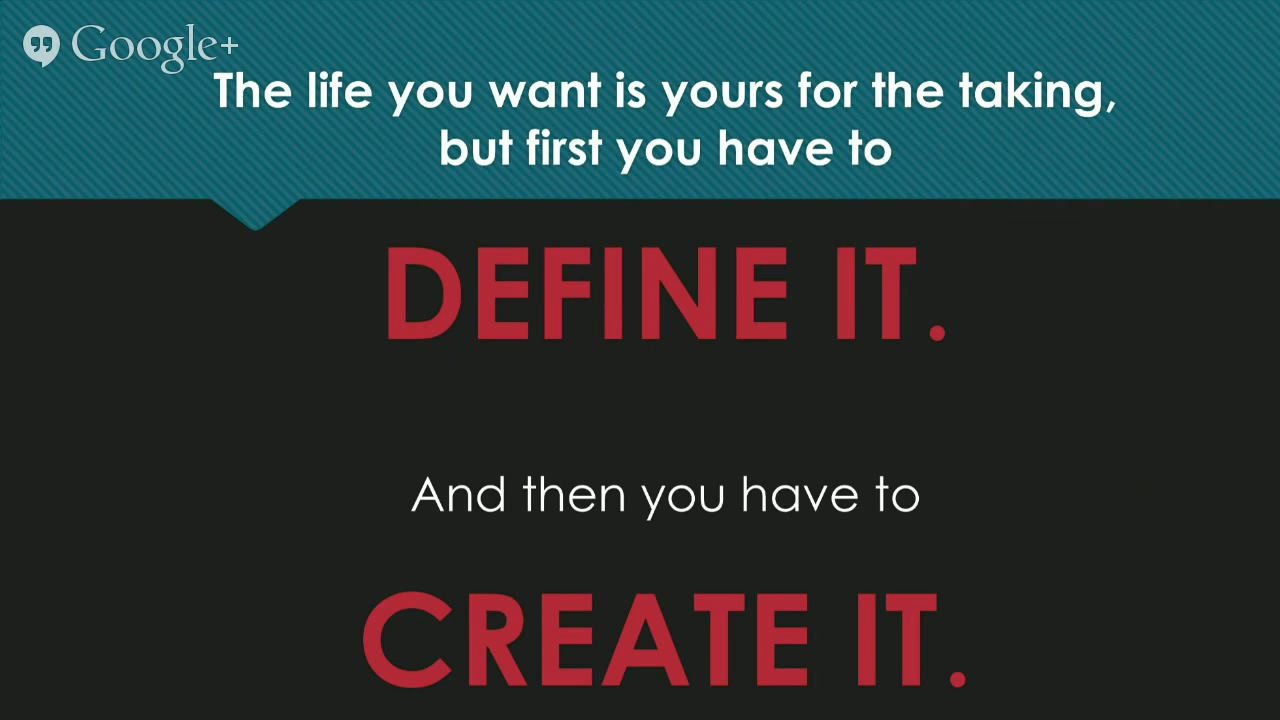 Google+
The life you want is yours for the taking,
but first you have to
DEFINE IT.
And then you have to
CREATE IT.